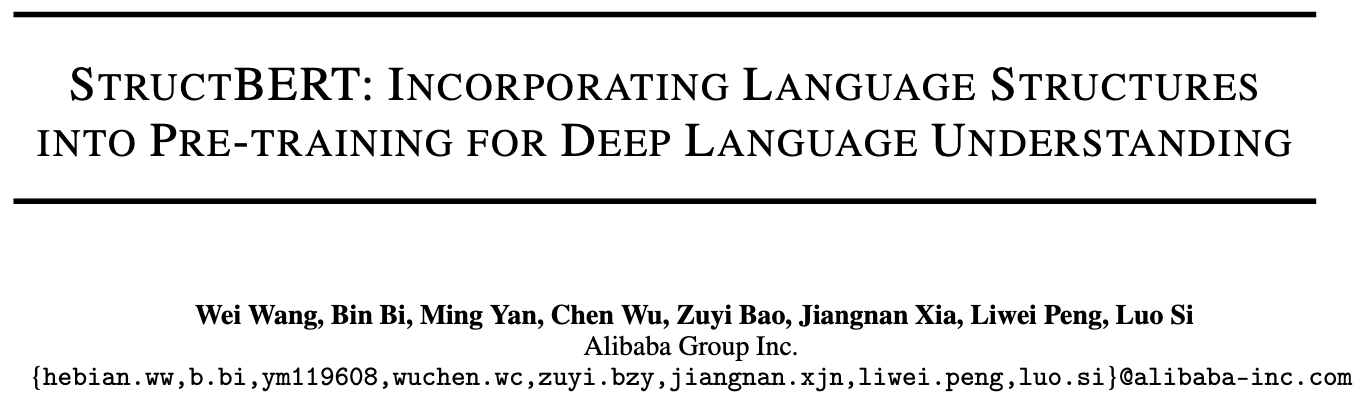 STRUCTBERT: INCORPORATING LANGUAGE STRUCTURES
INTO PRE-TRAINING FOR DEEP LANGUAGE UNDERSTANDING
Wei Wang, Bin Bi, Ming Yan, Chen Wu, Zuyi Bao, Jiangnan Xia, Liwei Peng, Luo Si
Alibaba Group Inc.
{hebian.ww,b.bi,ym119608,wuchen.wc,zuyi.bzy,jiangnan.xjn,liwei.peng,luo.si}@alibaba-inc.com